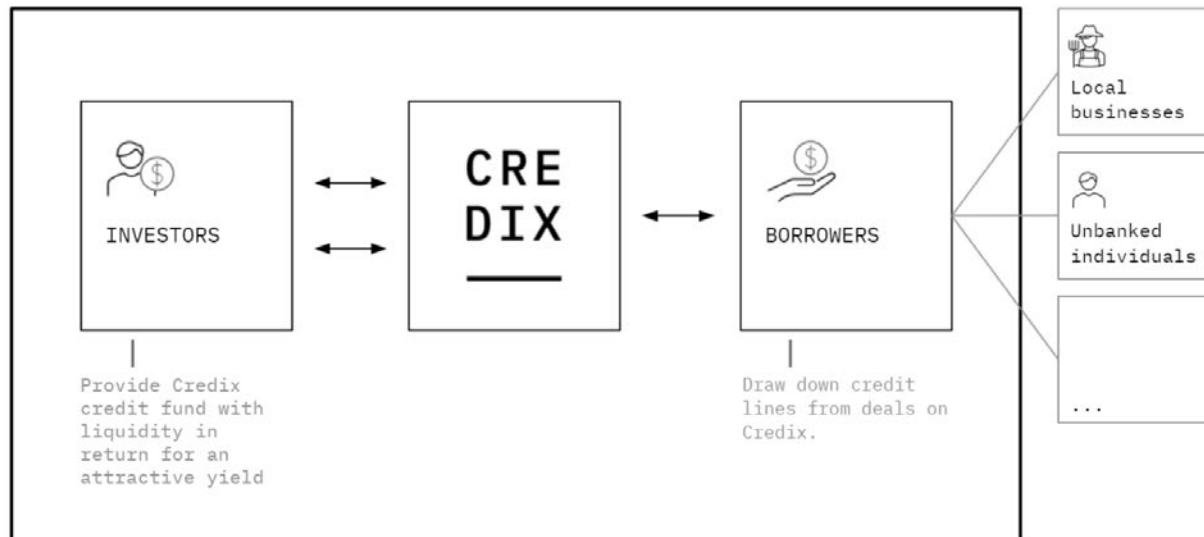 INVESTORS
Provide Credix
credit fund with
liquidity in
return for an
attractive yield
CRE
DIX
BORROWERS
Draw down credit
lines from deals on
Credix.
Local
businesses
Unbanked
individuals
...